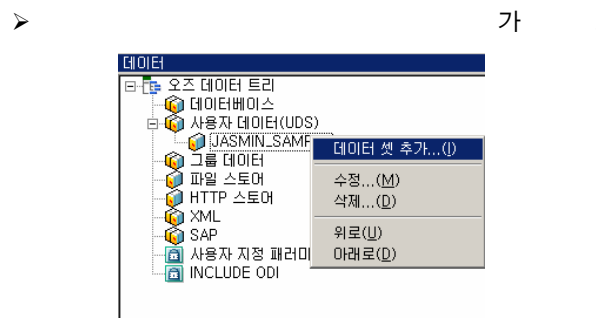 ➢ 가
데이터
오즈 데이터 트리
데이터베이스
사용자 데이터(UDS)
JASMIN_SAMP
데이터 셋 추가...(I)
그룹 데이터
파일 스토어
수정...(M)
HTTP 스토어
삭제...(D)
XML
SAP
위로(U)
사용자 지정 패러미
아래로(D)
INCLUDE ODI